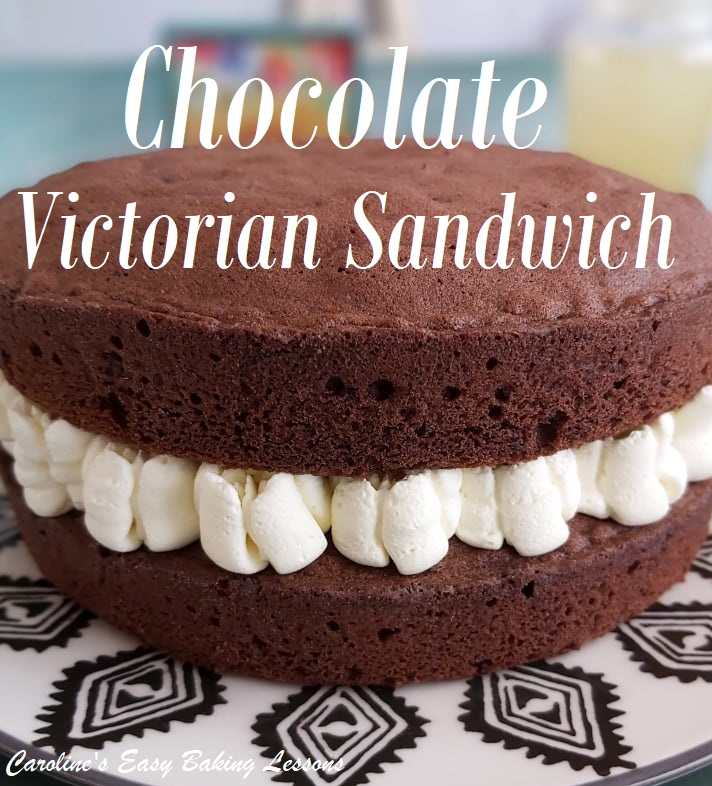 Chocolate
Victorian Sandwich
Caroline's Easy Baking Lessons